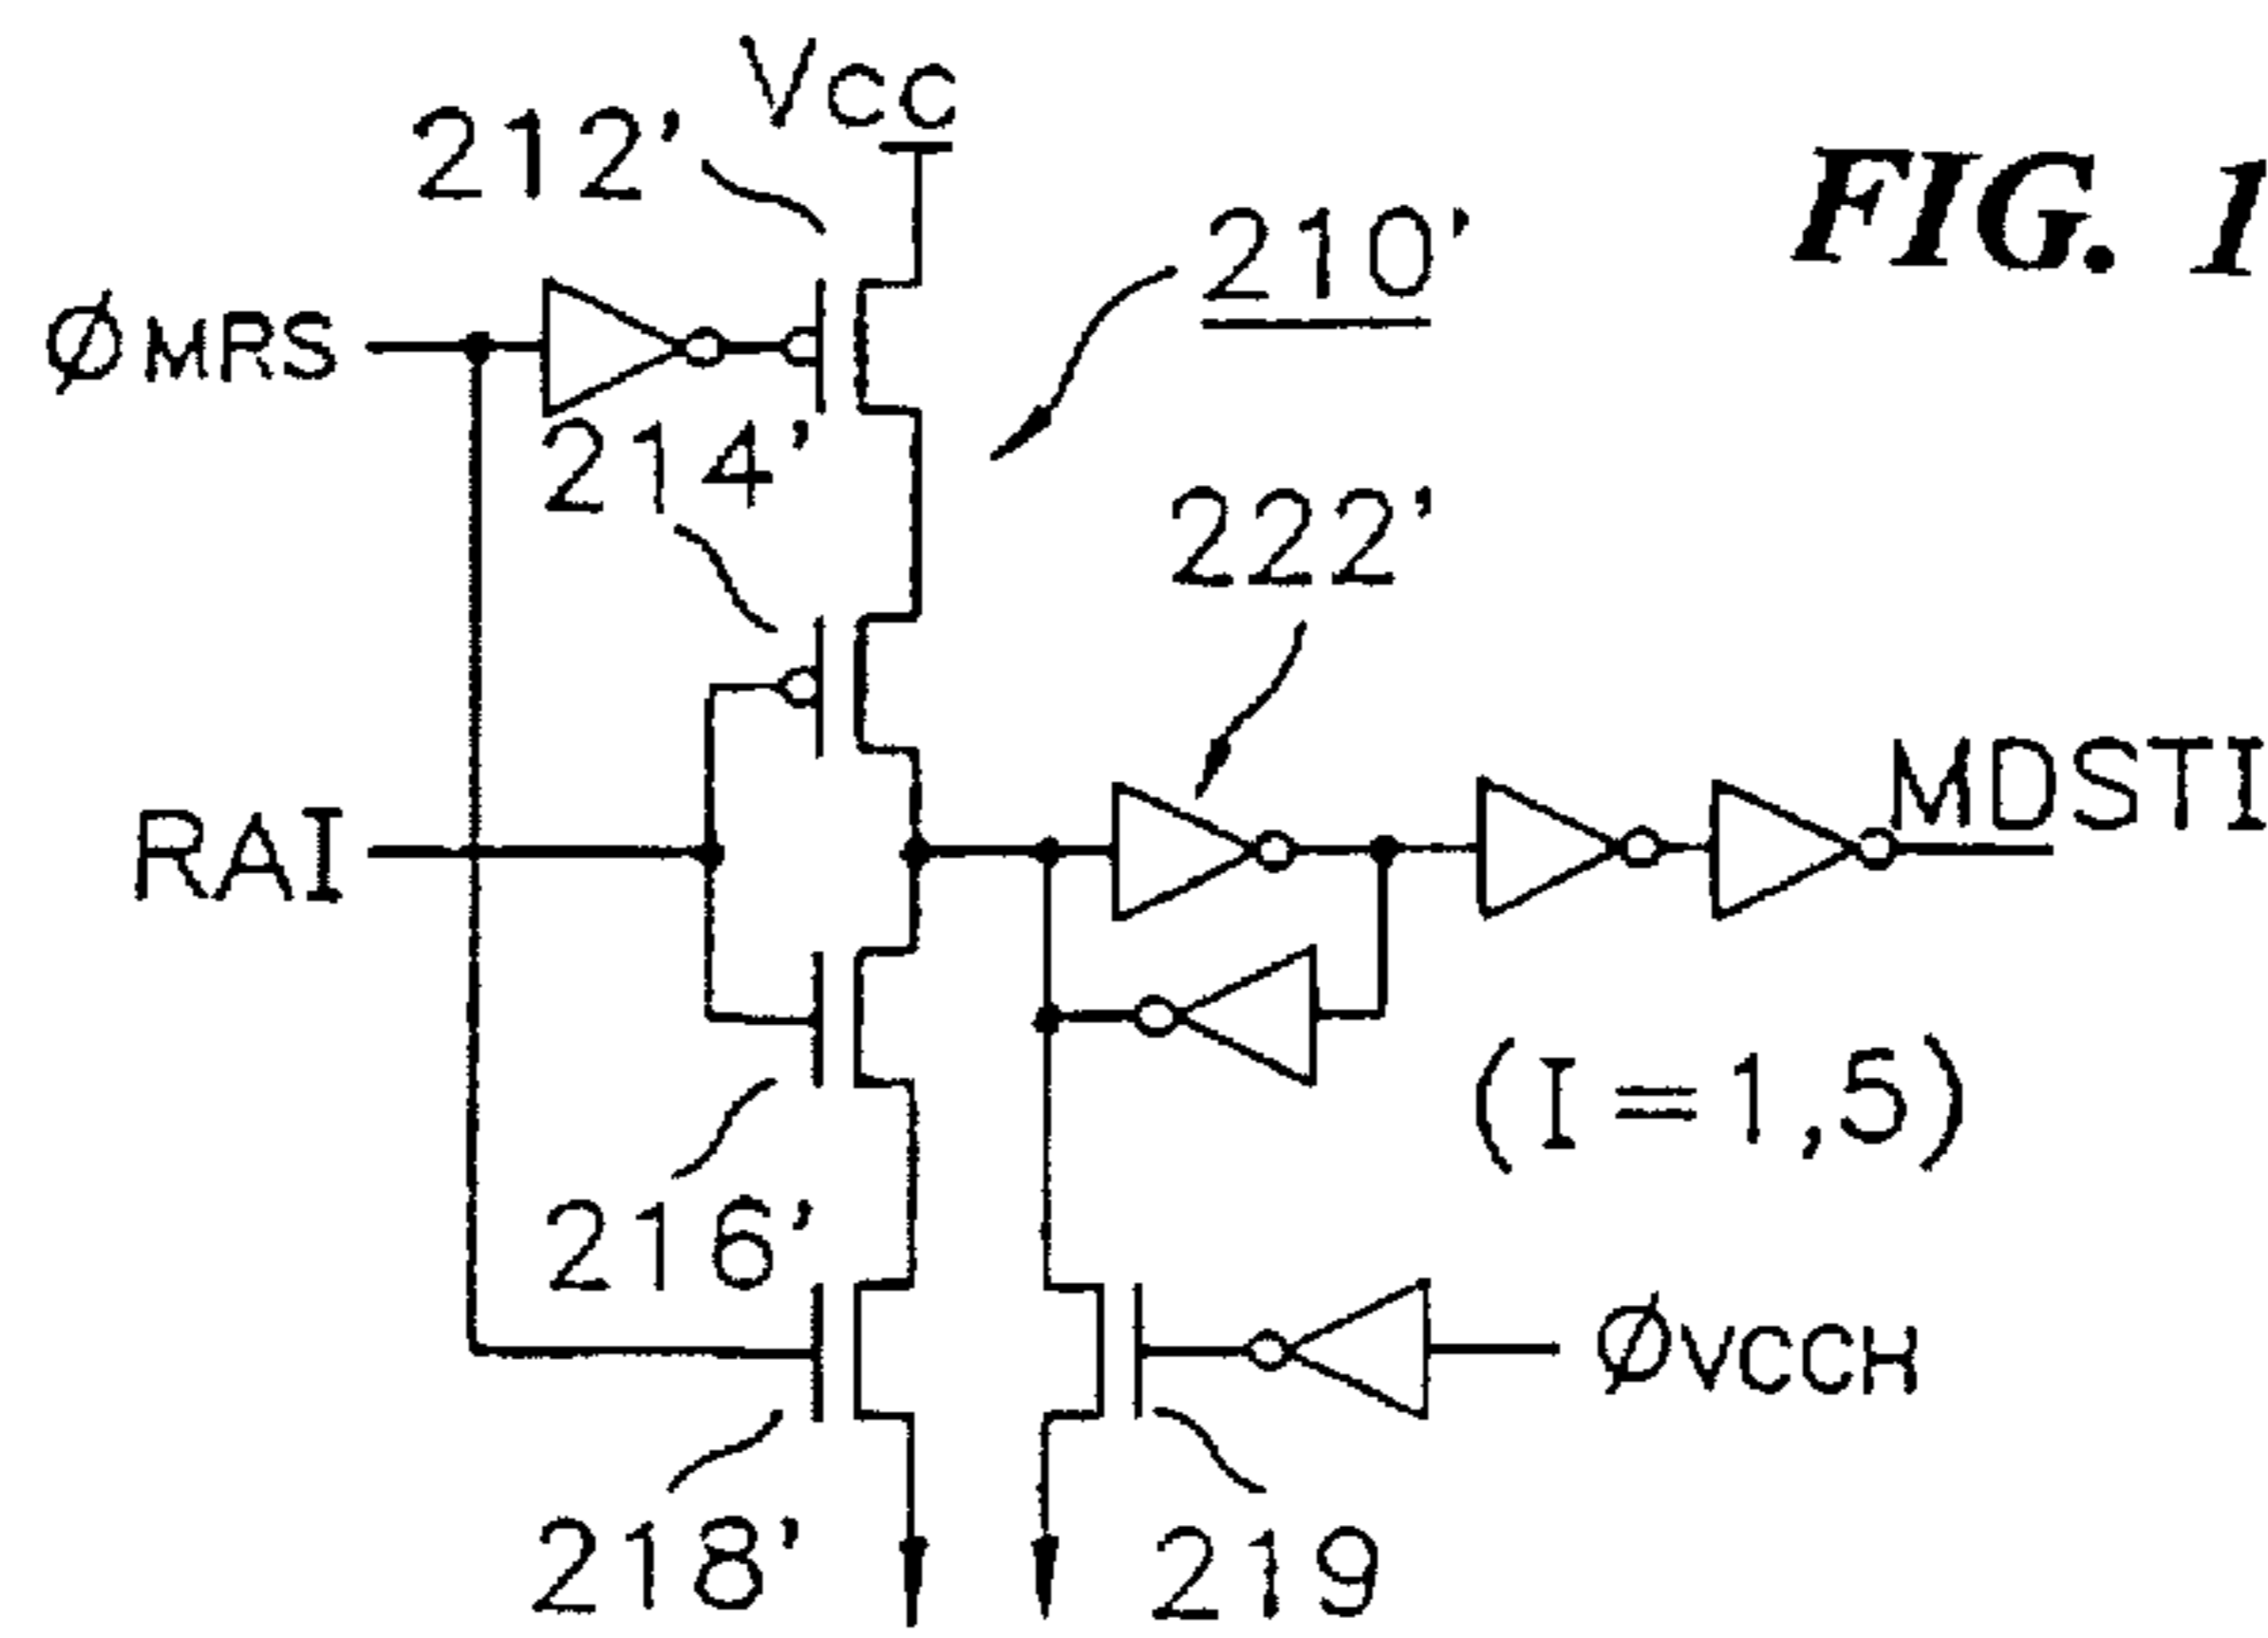 Vcc
212'
FIG. 1
210'
ØMRS
214'
222'
MDSTI
RAI
(I=1,5)
216'
ØVCCH
218'
219